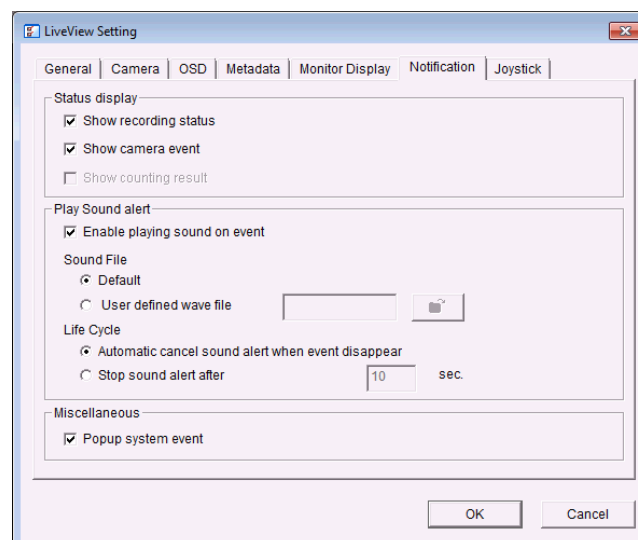 LiveView Setting
General Camera OSD Metadata Monitor Display Notification Joystick
Status display
Show recording status
Show camera event
Show counting result
Play Sound alert
Enable playing sound on event
Sound File
Default
User defined wave file
Life Cycle
Automatic cancel sound alert when event disappear
Stop sound alert after 10 sec.
Miscellaneous
Popup system event
OK Cancel